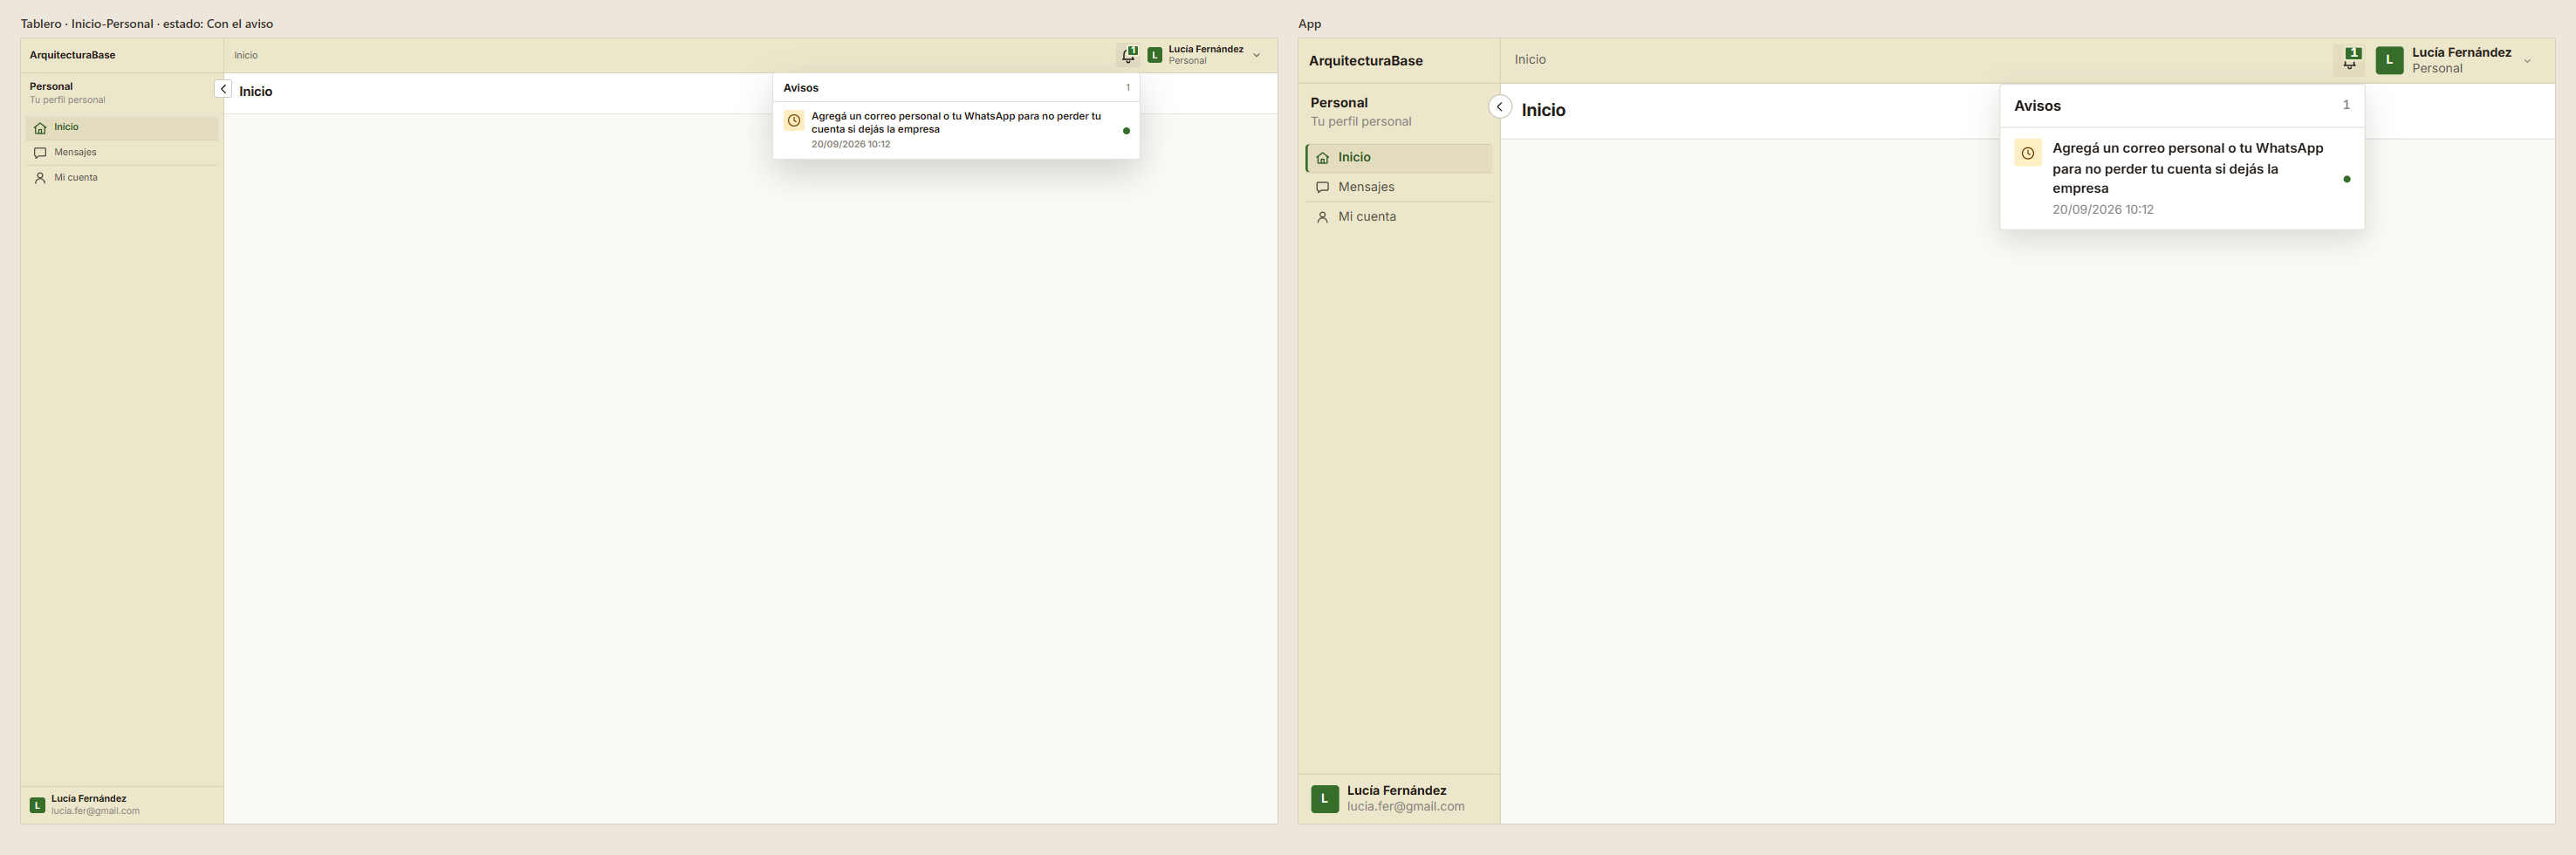 Tablero · Inicio-Personal · estado: Con el aviso
ArquitecturaBase
Inicio
1
L
Lucía Fernández
Personal
Personal
Tu perfil personal
Inicio
Avisos
1
Inicio
Agregá un correo personal o tu WhatsApp para no perder tu
cuenta si dejás la empresa
20/09/2026 10:12
Mensajes
Mi cuenta
L
Lucía Fernández
lucia.fer@gmail.com
App
ArquitecturaBase
Inicio
1
L
Lucía Fernández
Personal
Personal
Tu perfil personal
Inicio
Avisos
1
Inicio
Agregá un correo personal o tu WhatsApp
para no perder tu cuenta si dejás la
empresa
20/09/2026 10:12
Mensajes
Mi cuenta
L
Lucía Fernández
lucia.fer@gmail.com